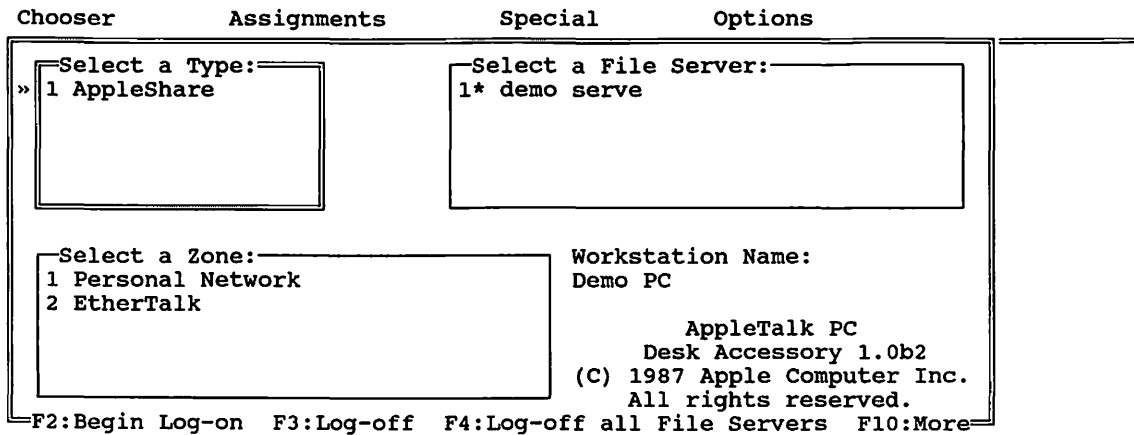 Chooser Assignments Special Options
Select a Type:
» 1 AppleShare
Select a File Server:
1* demo serve
Select a Zone:
1 Personal Network
2 EtherTalk
Workstation Name:
Demo PC
AppleTalk PC
Desk Accessory 1.0b2
(C) 1987 Apple Computer Inc.
All rights reserved.
F2:Begin Log-on F3:Log-off F4:Log-off all File Servers F10:More